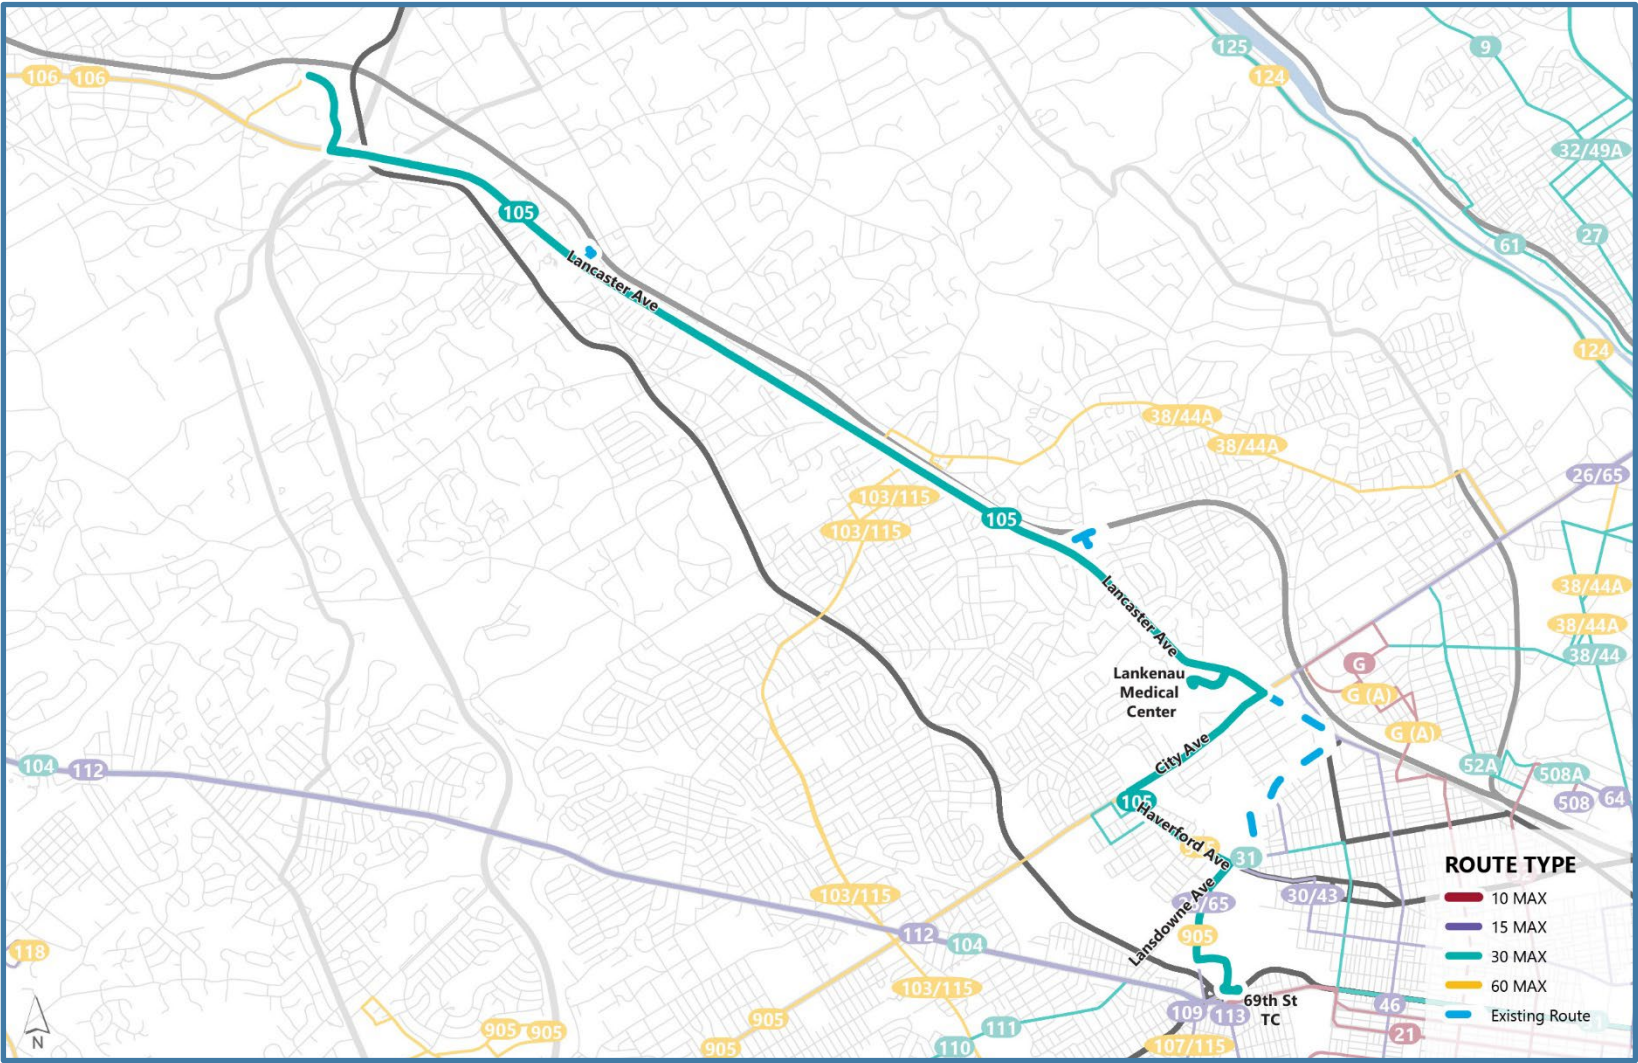 125
9
106 106
124
32/49A
105
61
27
Lancaster Ave
124
38/44A
38/44A
26/65
103/115
105
103/115
38/44A
Lancaster Ave
38/44A
38/44
G
Lankenau
Medical
Center
G (A)
G (A)
City Ave
104
112
52A
508A
105
508
64
Haverford Ave
31
103/115
30/43
Lansdowne Ave
112
104
905
118
103/115
69th St
TC
46
109
113
905
111
21
905
905
905
110
107/115
ROUTE TYPE
10 MAX
15 MAX
30 MAX
60 MAX
Existing Route
N